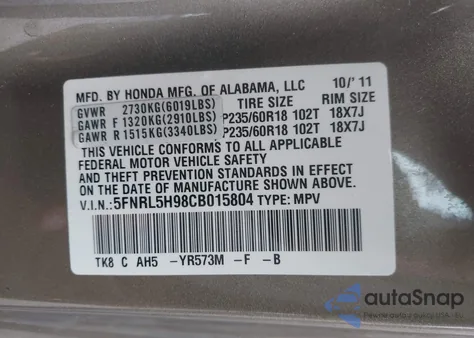 MFD. BY HONDA MFG. OF ALABAMA, LLC 10/'11
GVWR 2730KG(6019LBS) TIRE SIZE RIM SIZE
GAWR F 1320KG(2910LBS) P235/60R18 102T 18X7J
GAWR R 1515KG(3340LBS) P235/60R18 102T 18X7J
THIS VEHICLE CONFORMS TO ALL APPLICABLE
FEDERAL MOTOR VEHICLE SAFETY
AND THEFT PREVENTION STANDARDS IN EFFECT ON
THE DATE OF MANUFACTURE SHOWN ABOVE.
V.I.N.: 5FNRL5H98CB015804 TYPE: MPV
TK8 C AH5 -YR573M -F -B
autoSnap